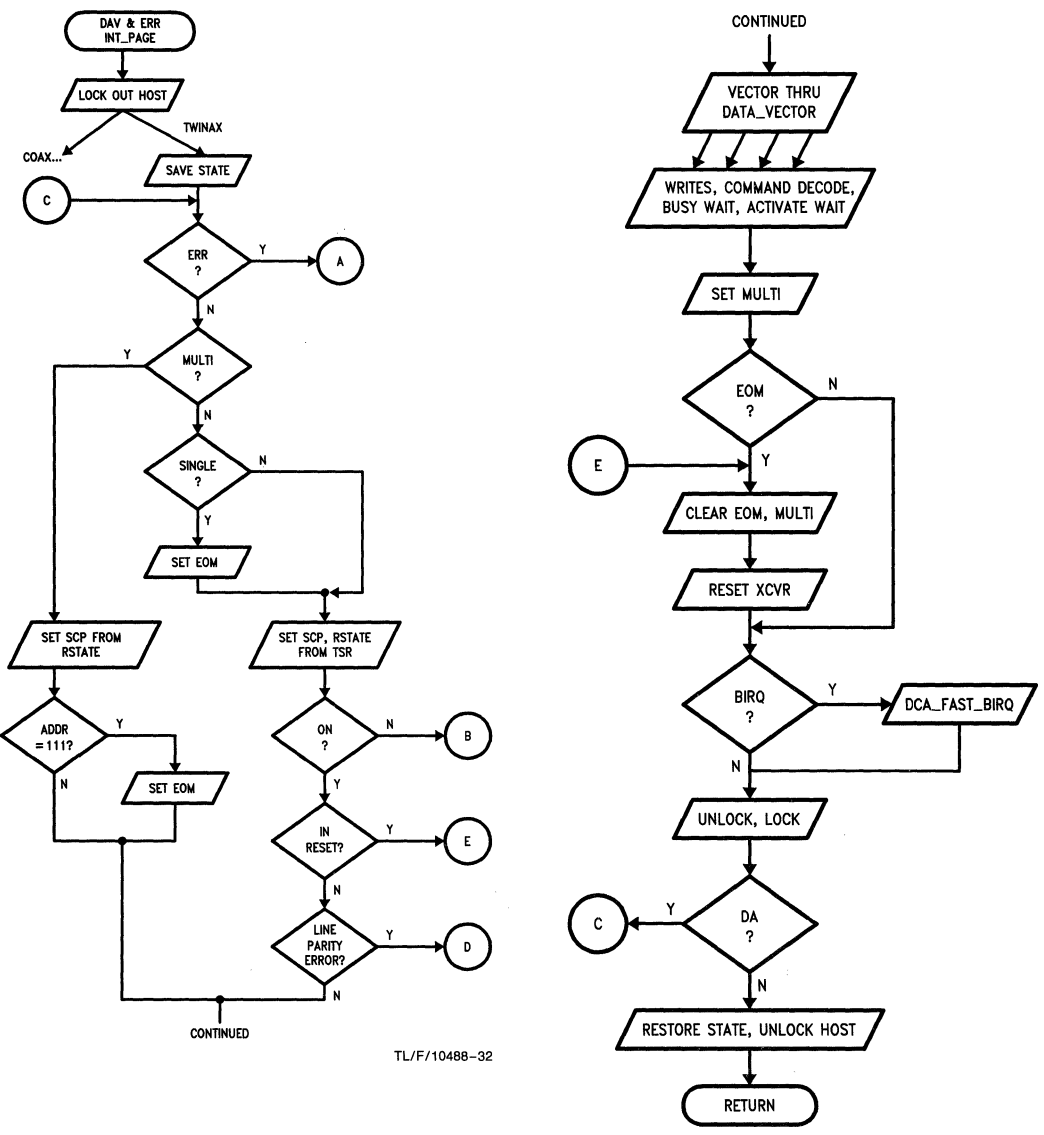 DAV & ERR
INT_PAGE
LOCK OUT HOST
TWINAX
COAX...
SAVE STATE
C
ERR
?
Y
A
N
MULTI
?
Y
N
SINGLE
?
N
Y
SET EOM
SET SCP FROM
RSTATE
SET SCP, RSTATE
FROM TSR
ADDR
= 111?
Y
N
SET EOM
ON
?
N
B
Y
IN
RESET?
Y
E
N
LINE
PARITY
ERROR?
Y
D
N
CONTINUED
TL/F/10488-32
CONTINUED
VECTOR THRU
DATA_VECTOR
WRITES, COMMAND DECODE,
BUSY WAIT, ACTIVATE WAIT
SET MULTI
EOM
?
N
Y
E
CLEAR EOM, MULTI
RESET XCVR
BIRQ
?
Y
DCA_FAST_BIRQ
N
UNLOCK, LOCK
DA
?
Y
C
N
RESTORE STATE, UNLOCK HOST
RETURN